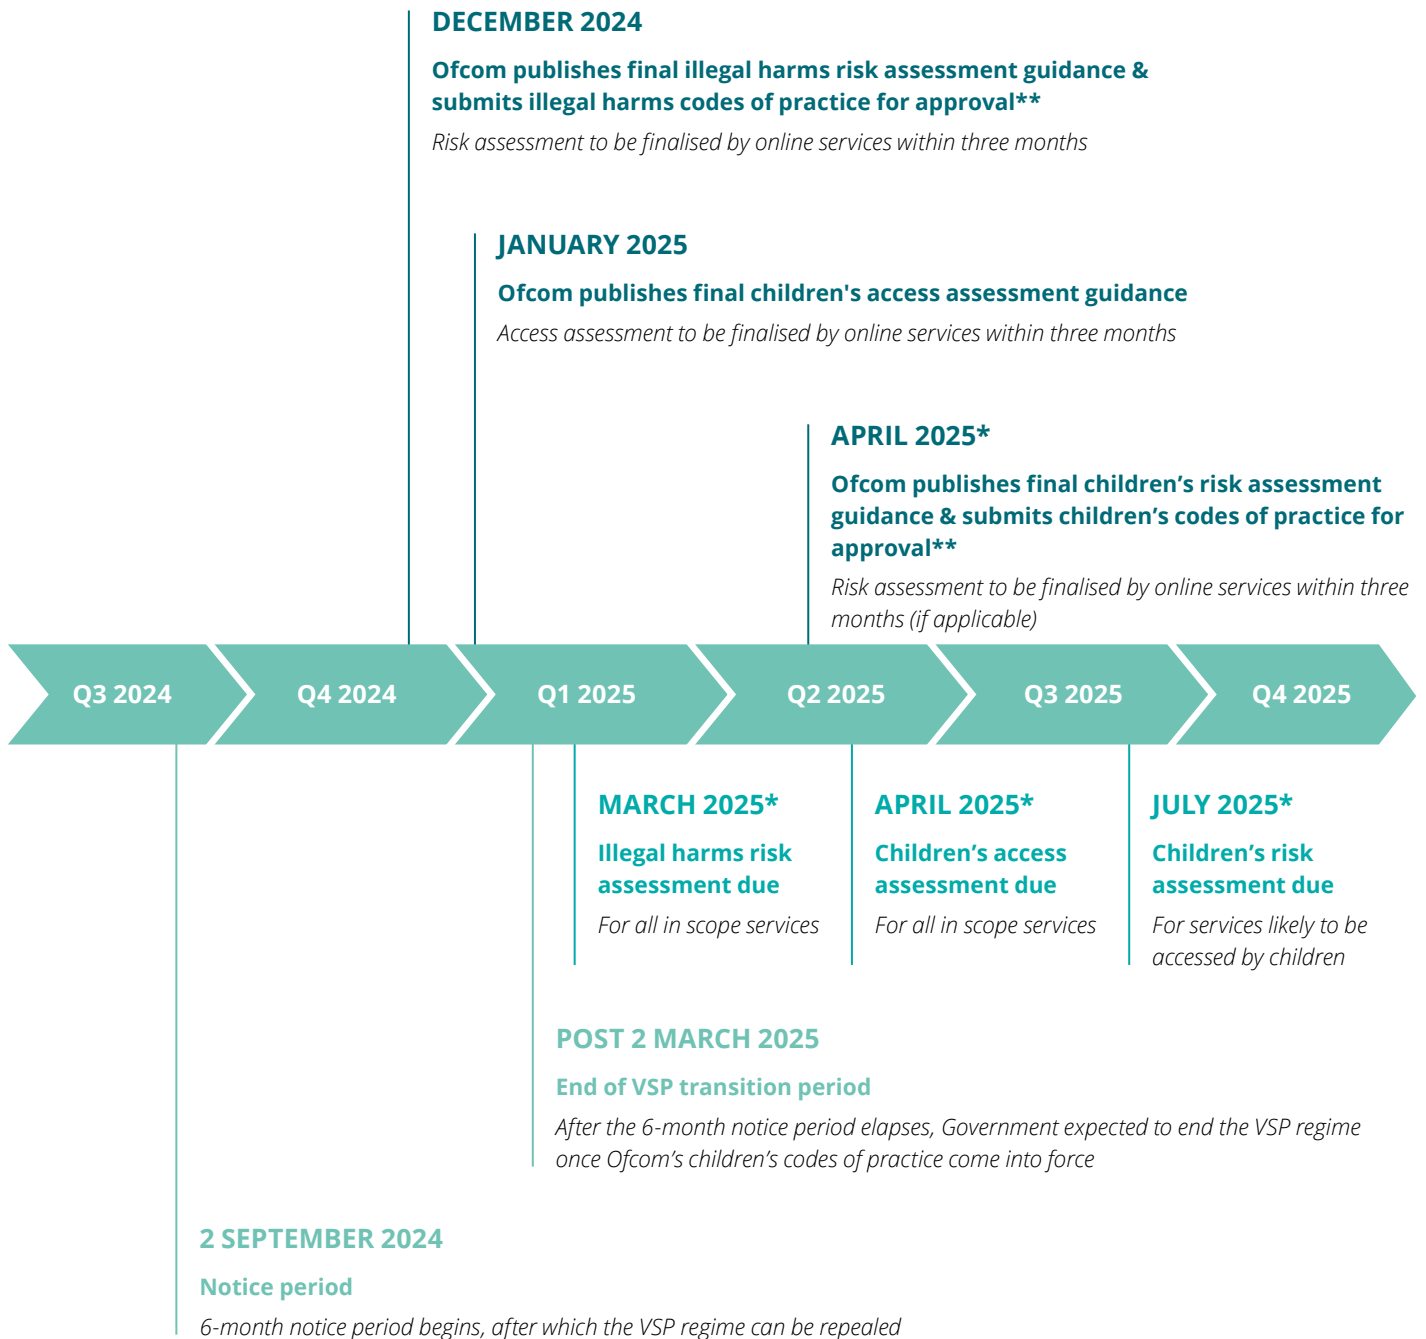 DECEMBER 2024
Ofcom publishes final illegal harms risk assessment guidance &
submits illegal harms codes of practice for approval**
Risk assessment to be finalised by online services within three months
JANUARY 2025
Ofcom publishes final children's access assessment guidance
Access assessment to be finalised by online services within three months
APRIL 2025*
Ofcom publishes final children’s risk assessment
guidance & submits children’s codes of practice for
approval**
Risk assessment to be finalised by online services within three
months (if applicable)
Q3 2024
Q4 2024
Q1 2025
Q2 2025
Q3 2025
Q4 2025
MARCH 2025*
Illegal harms risk
assessment due
For all in scope services
APRIL 2025*
Children’s access
assessment due
For all in scope services
JULY 2025*
Children’s risk
assessment due
For services likely to be
accessed by children
POST 2 MARCH 2025
End of VSP transition period
After the 6-month notice period elapses, Government expected to end the VSP regime
once Ofcom’s children’s codes of practice come into force
2 SEPTEMBER 2024
Notice period
6-month notice period begins, after which the VSP regime can be repealed